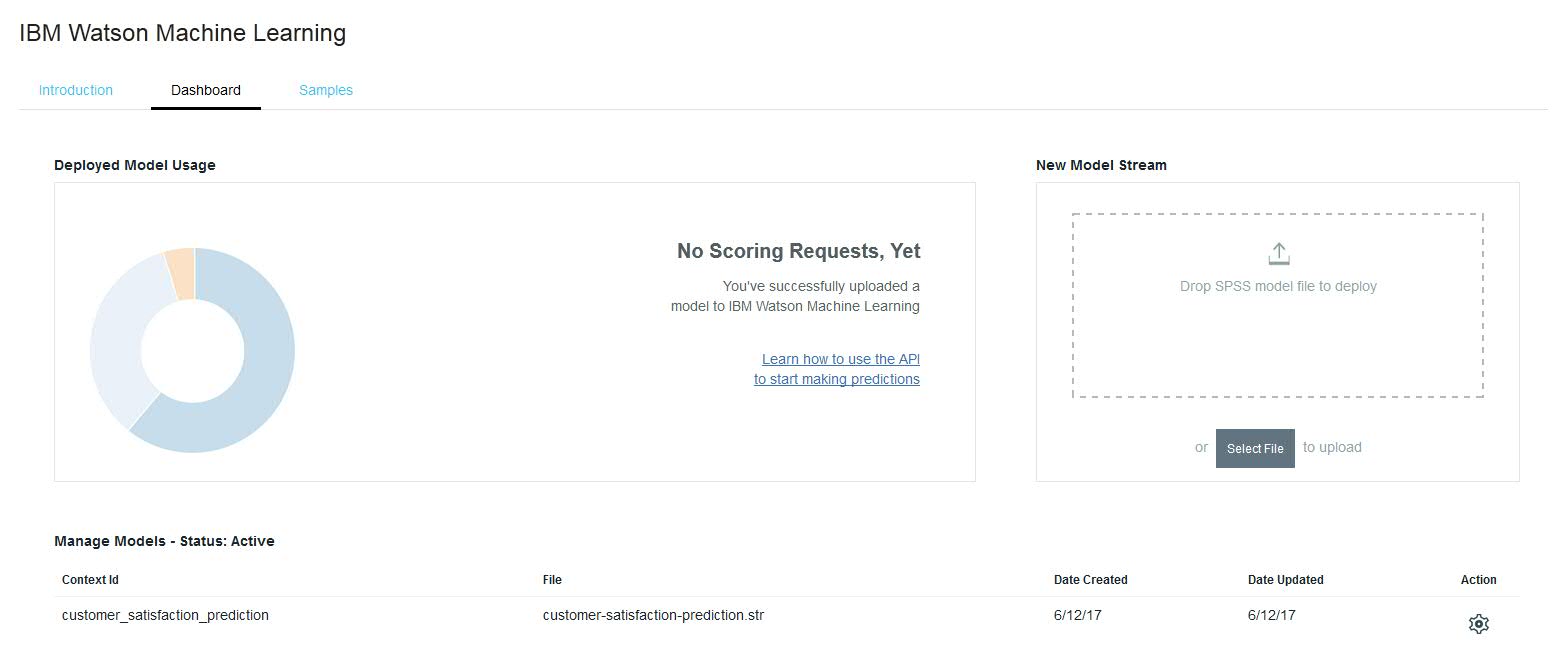 IBM Watson Machine Learning
Introduction Dashboard Samples
Deployed Model Usage
No Scoring Requests, Yet
You've successfully uploaded a
model to IBM Watson Machine Learning
Learn how to use the API
to start making predictions
New Model Stream
Drop SPSS model file to deploy
or Select File to upload
Manage Models - Status: Active
Context Id File Date Created Date Updated Action
customer_satisfaction_prediction customer-satisfaction-prediction.str 6/12/17 6/12/17